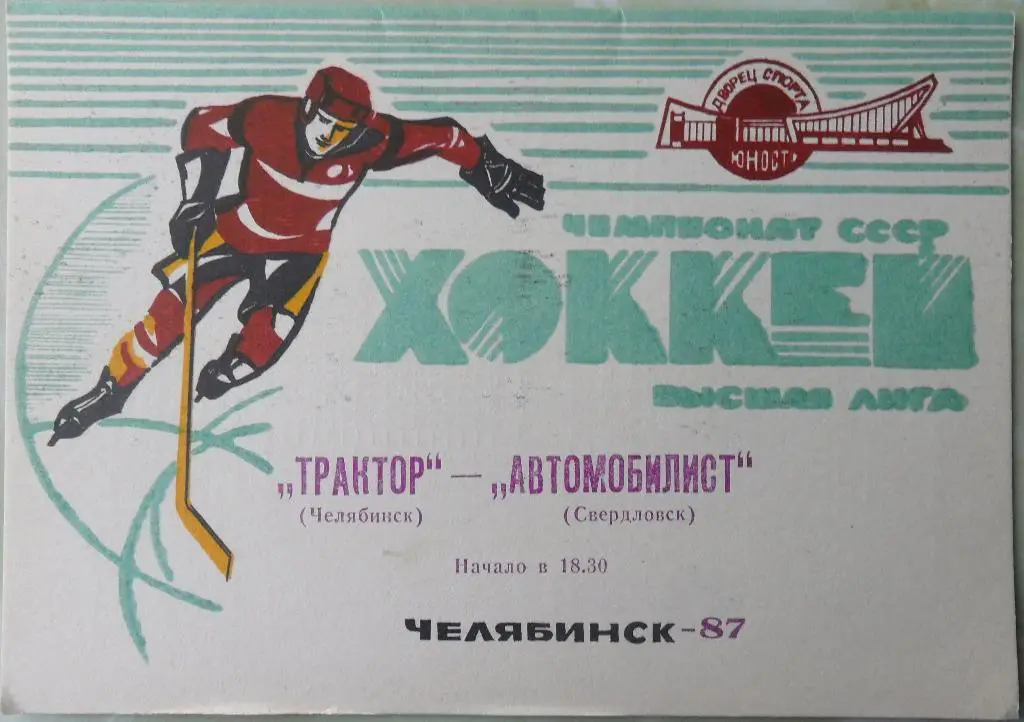 ДВОРЕЦ СПОРТА
ЮНОСТЬ
ЧЕМПИОНАТ СССР
ХОККЕЙ
ВЫСШАЯ ЛИГА
„ТРАКТОР“ — „АВТОМОБИЛИСТ“
(Челябинск) (Свердловск)
Начало в 18.30
ЧЕЛЯБИНСК-87